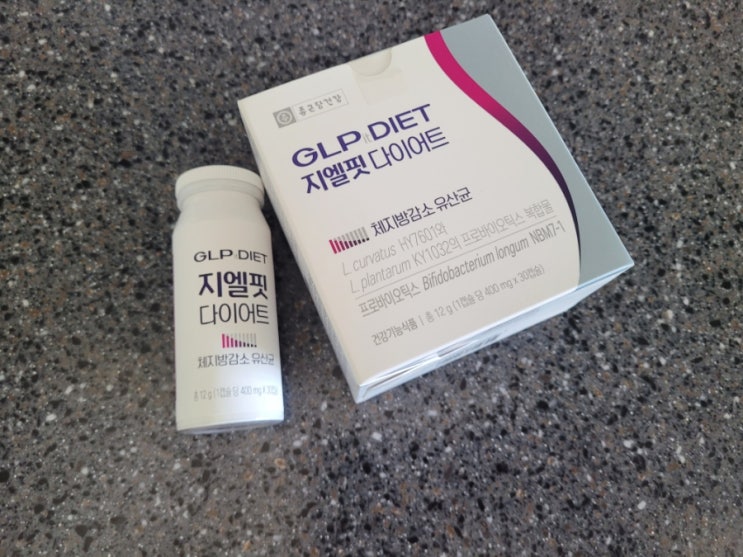 GLP DIET
지엘핏
다이어트
체지방감소 유산균
총 12 g (1캡슐 당 400 mg X 30캡슐)
종근당건강
GLPit DIET
지엘핏 다이어트
체지방감소 유산균
L. curvatus HY7601와
L. plantarum KY1032의 프로바이오틱스 복합물
프로바이오틱스 Bifidobacterium longum NBM7-1
건강기능식품 | 총 12 g (1캡슐 당 400 mg x 30캡슐)